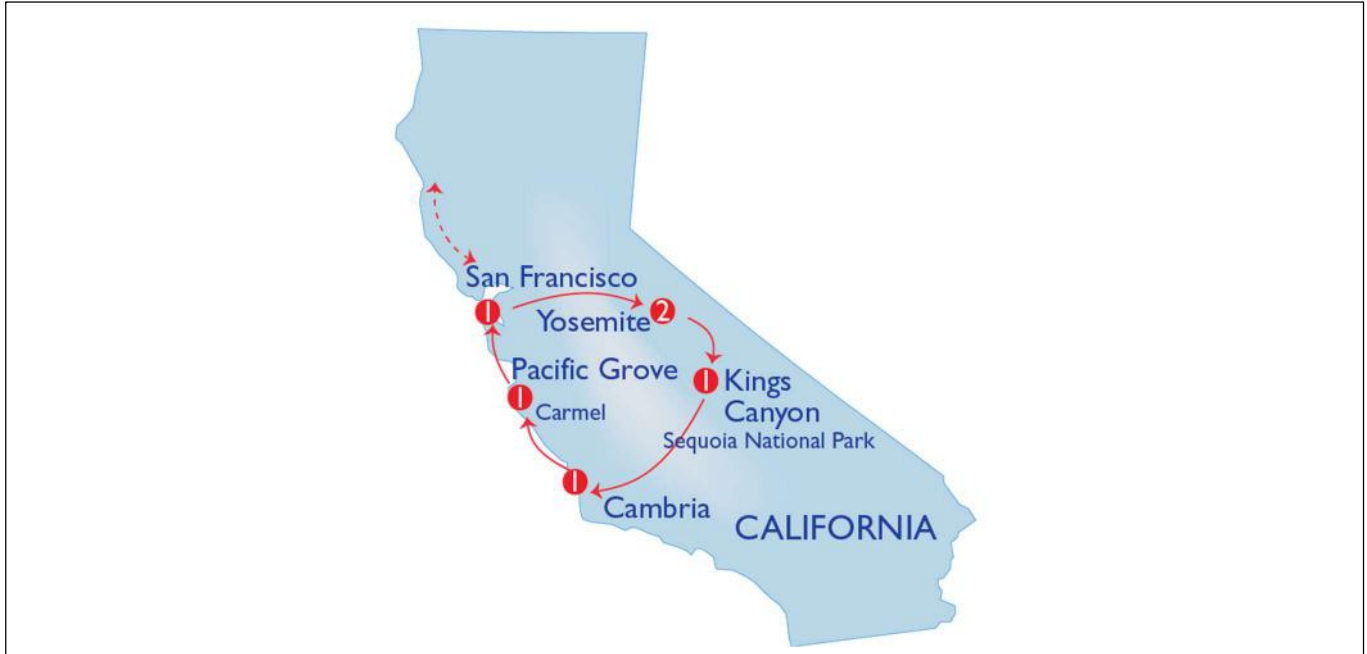 San Francisco
1
Yosemite 2
Pacific Grove
1 Kings
Canyon
1
Carmel
Sequoia National Park
1
Cambria
CALIFORNIA